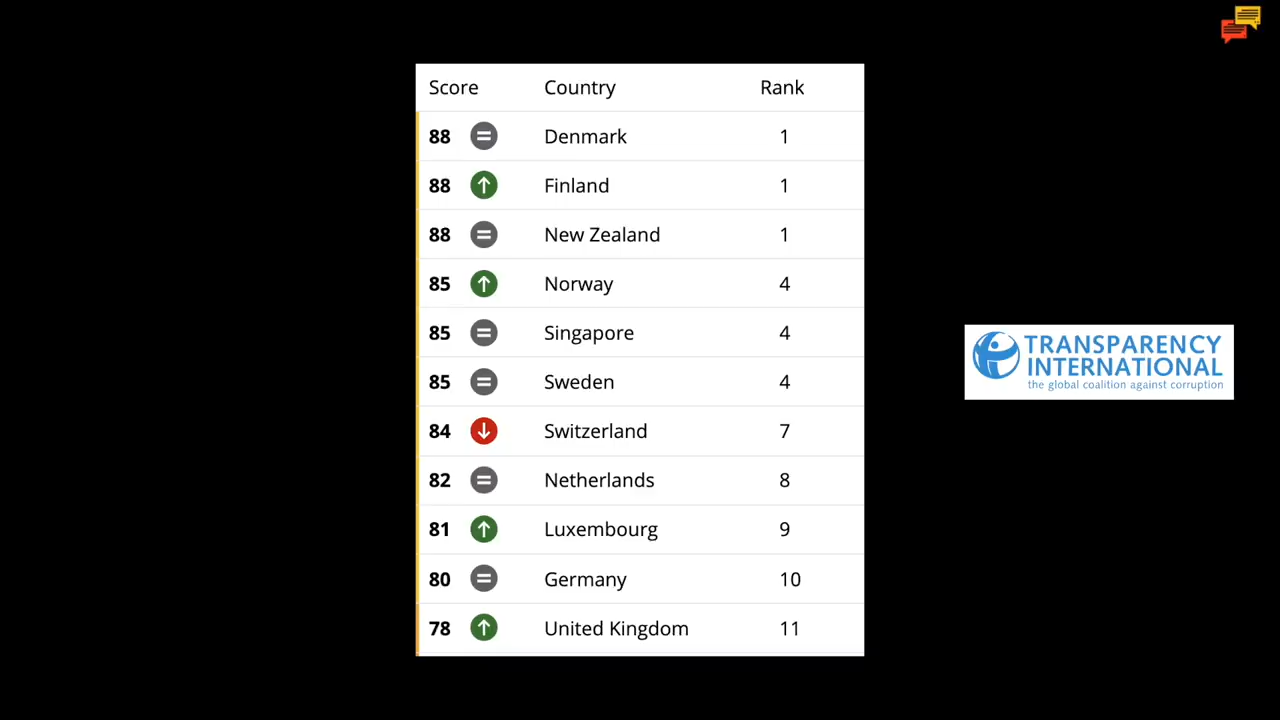 Score Country Rank
88 Denmark 1
88 Finland 1
88 New Zealand 1
85 Norway 4
85 Singapore 4
85 Sweden 4
84 Switzerland 7
82 Netherlands 8
81 Luxembourg 9
80 Germany 10
78 United Kingdom 11
TRANSPARENCY
INTERNATIONAL
the global coalition against corruption